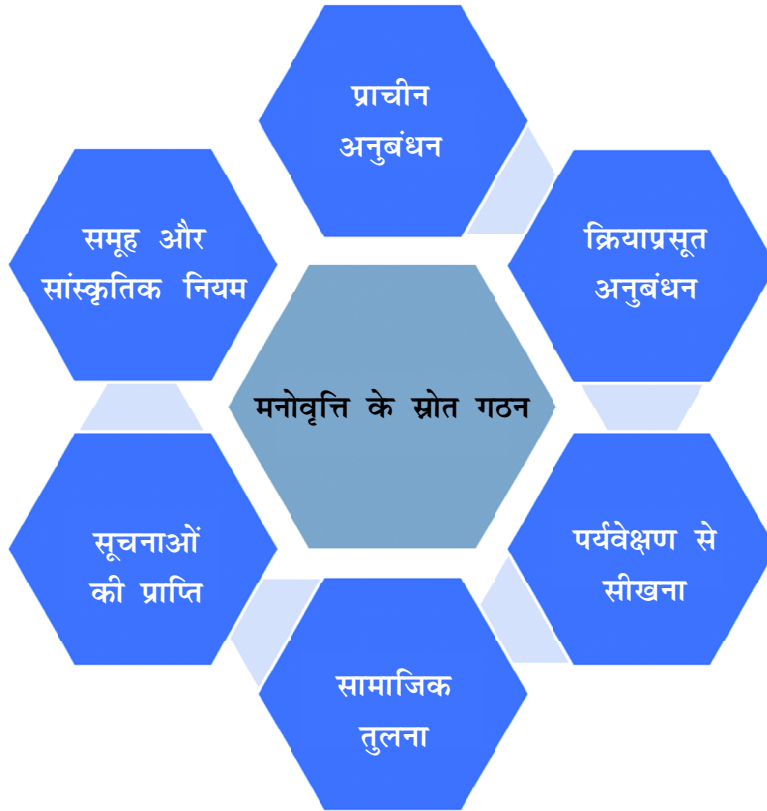 प्राचीन
अनुबंधन
क्रियाप्रसूत
अनुबंधन
पर्यवेक्षण से
सीखना
सामाजिक
तुलना
सूचनाओं
की प्राप्ति
समूह और
सांस्कृतिक नियम
मनोवृत्ति के स्रोत गठन